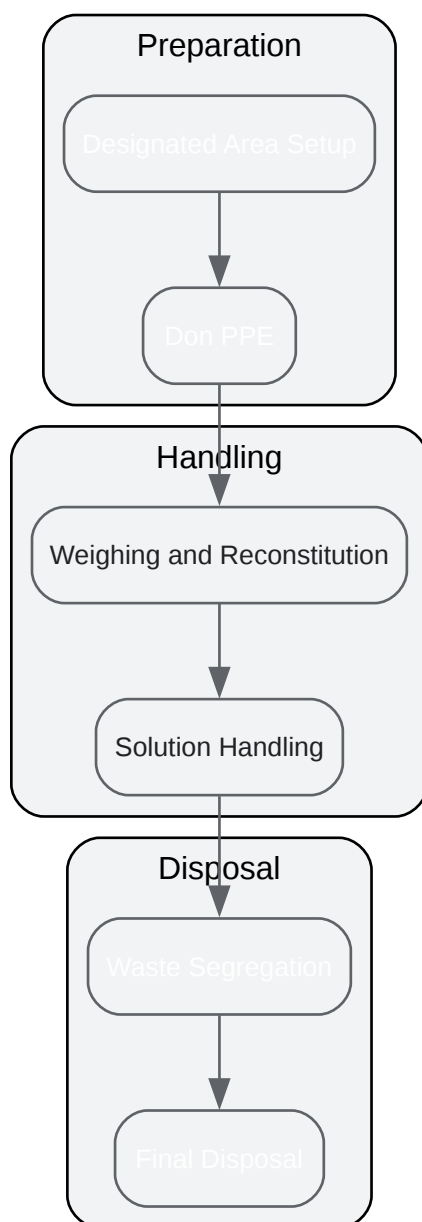 Preparation
Designated Area Setup
Don PPE
Handling
Weighing and Reconstitution
Solution Handling
Disposal
Waste Segregation
Final Disposal